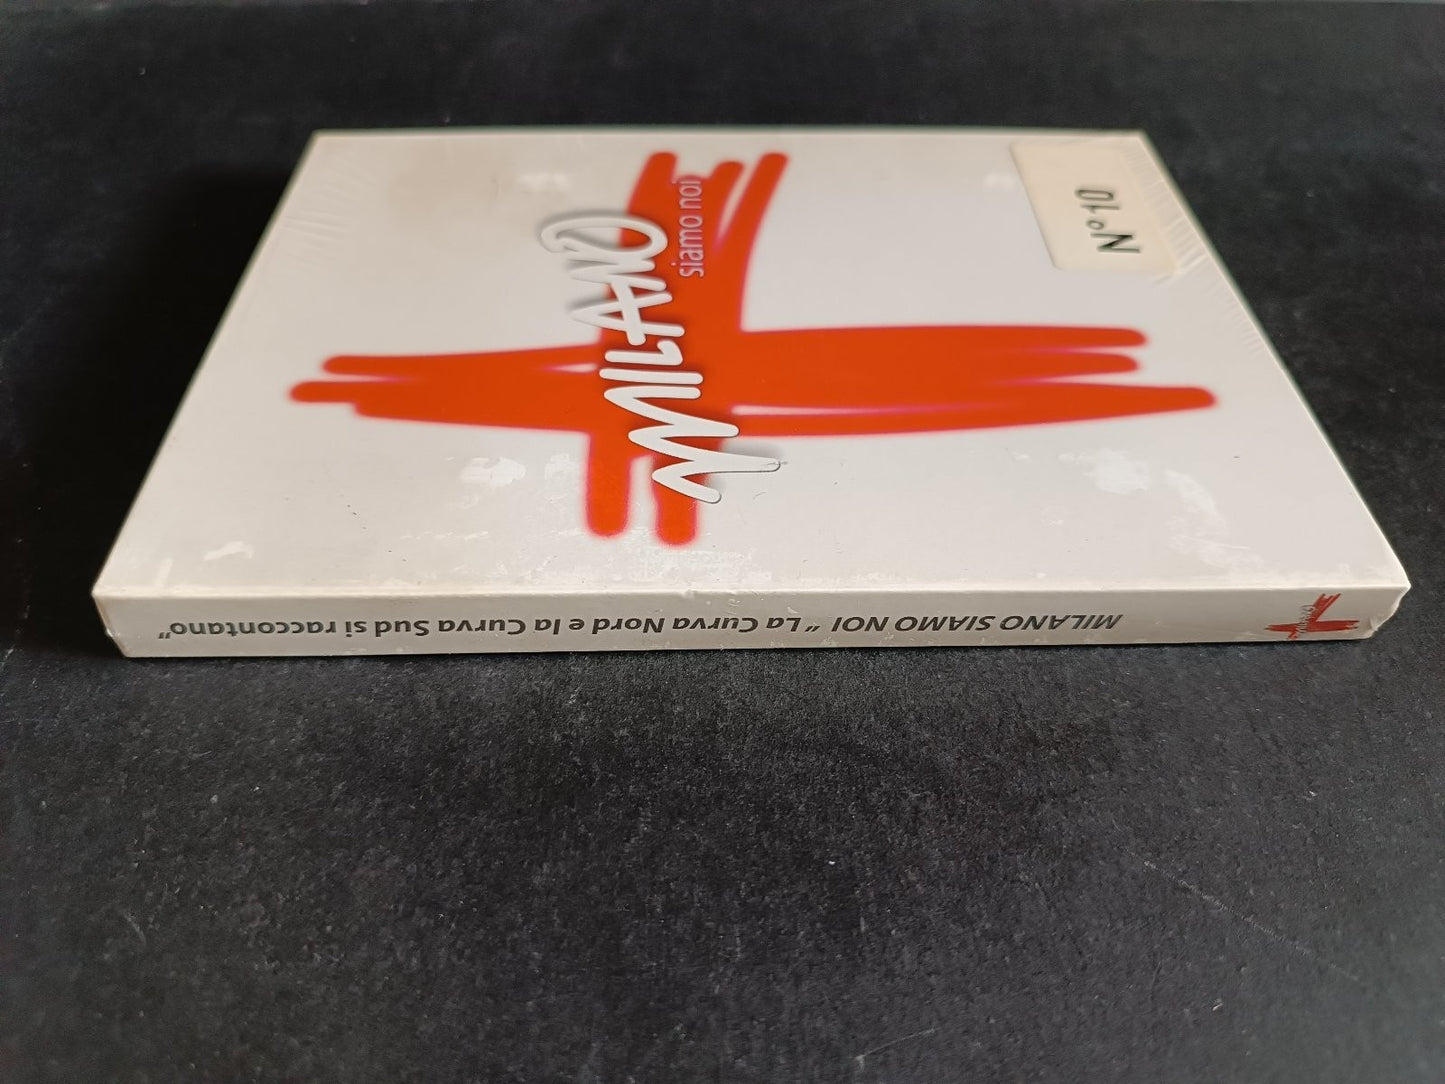 MILANO
siamo noi
N° 10
MILANO SIAMO NOI “ La Curva Nord e la Curva Sud si raccontano”